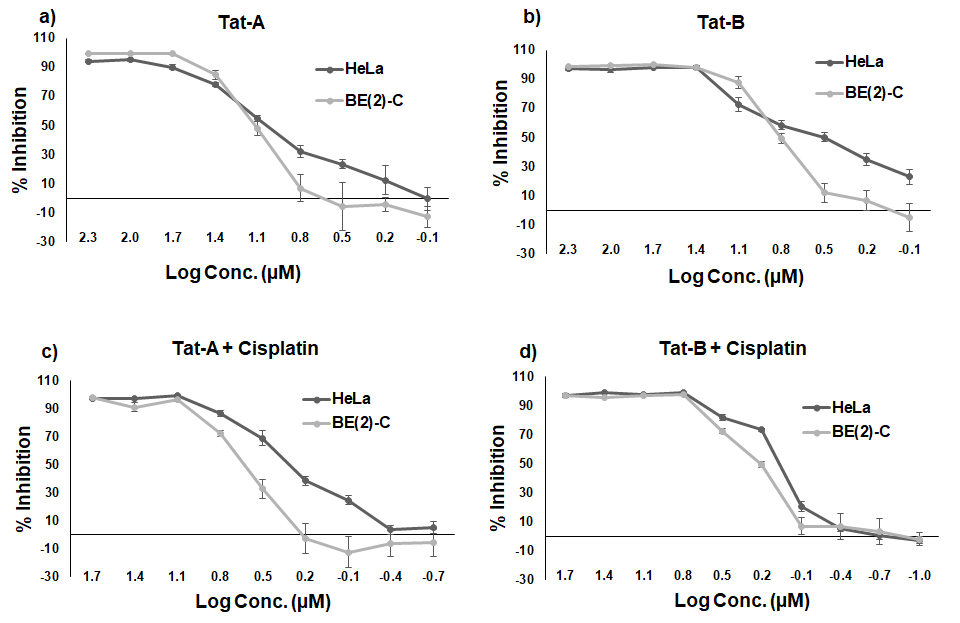 a)
Tat-A
110
90
70
50
30
10
-10
-30
% Inhibition
HeLa
BE(2)-C
2.3 2.0 1.7 1.4 1.1 0.8 0.5 0.2 -0.1
Log Conc. (µM)
b)
Tat-B
110
90
70
50
30
10
-10
-30
% Inhibition
HeLa
BE(2)-C
2.3 2.0 1.7 1.4 1.1 0.8 0.5 0.2 -0.1
Log Conc. (µM)
c)
Tat-A + Cisplatin
110
90
70
50
30
10
-10
-30
% Inhibition
HeLa
BE(2)-C
1.7 1.4 1.1 0.8 0.5 0.2 -0.1 -0.4 -0.7
Log Conc. (µM)
d)
Tat-B + Cisplatin
110
90
70
50
30
10
-10
-30
% Inhibition
HeLa
BE(2)-C
1.7 1.4 1.1 0.8 0.5 0.2 -0.1 -0.4 -0.7 -1.0
Log Conc. (µM)